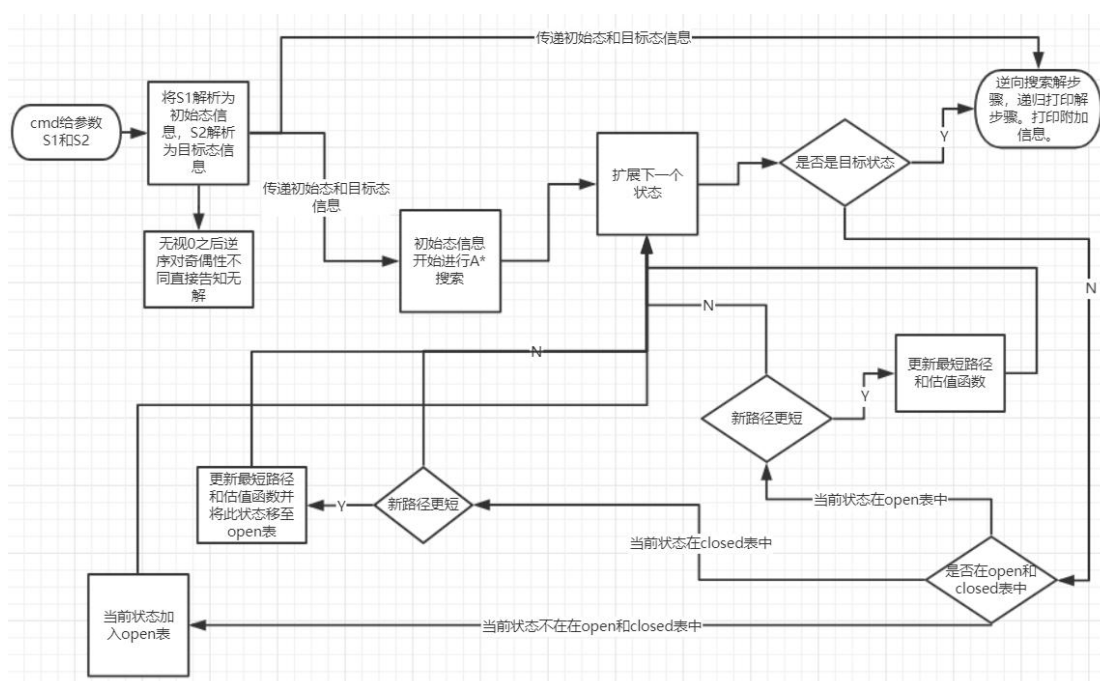 传递初始态和目标态信息
cmd给参数
S1和S2
将S1解析为
初始态信
息，S2解析
为目标态信
息
逆向搜索解步
骤，递归打印解
步骤。打印附加
信息。
Y
扩展下一个
状态
是否是目标状态
传递初始态和目标态
信息
无视0之后逆
序对奇偶性不
同直接告知无
解
初始态信息
开始进行A*
搜索
N
N
N
更新最短路径
和估值函数
Y
新路径更短
更新最短路径
和估值函数并
将此状态移至
open表
Y
新路径更短
当前状态在open表中
当前状态在closed表中
是否在open和
closed表中
当前状态加
入open表
当前状态不在在open和closed表中